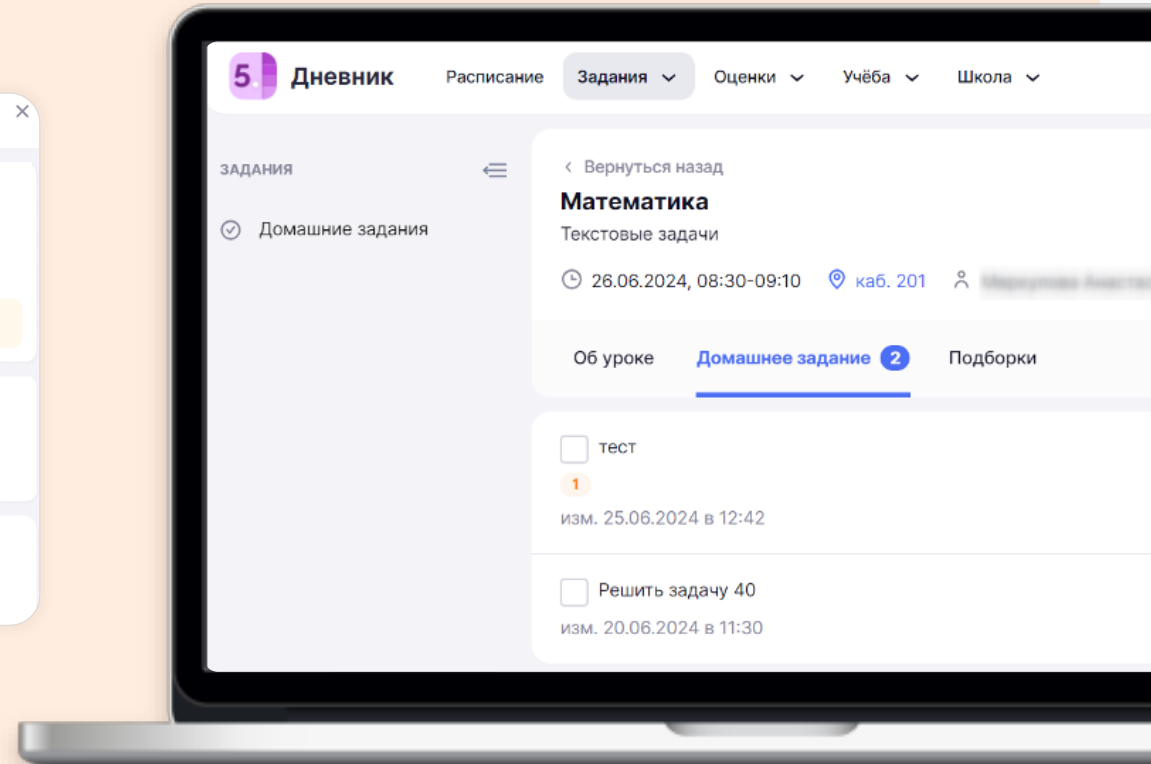 5.
Дневник
Расписание
Задания
Оценки
Учёба
Школа
ЗАДАНИЯ
Домашние задания
Вернуться назад
Математика
Текстовые задачи
26.06.2024, 08:30-09:10
каб. 201
Об уроке
Домашнее задание 2
Подборки
тест
1
изм. 25.06.2024 в 12:42
Решить задачу 40
изм. 20.06.2024 в 11:30